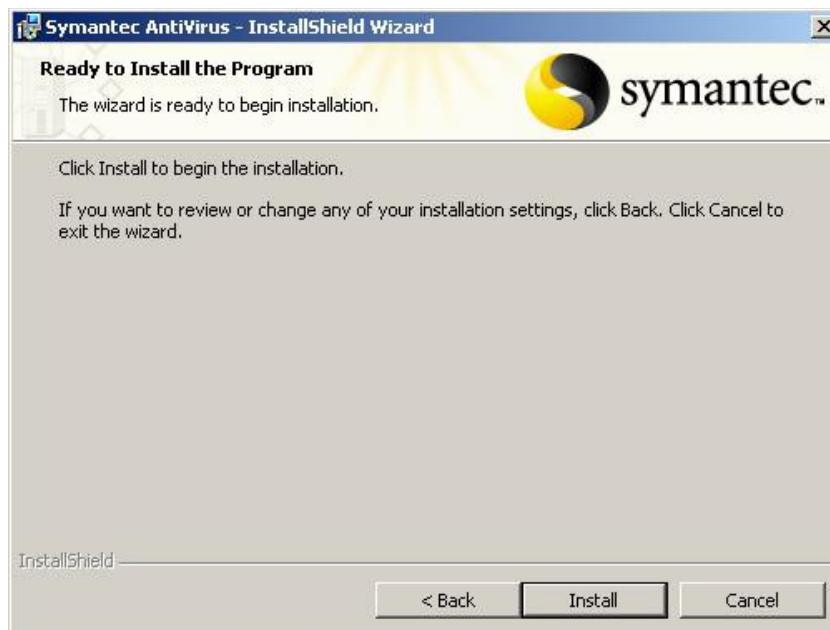 Symantec AntiVirus - InstallShield Wizard
Ready to Install the Program
The wizard is ready to begin installation.
symantec™
Click Install to begin the installation.
If you want to review or change any of your installation settings, click Back. Click Cancel to
exit the wizard.
InstallShield
< Back
Install
Cancel